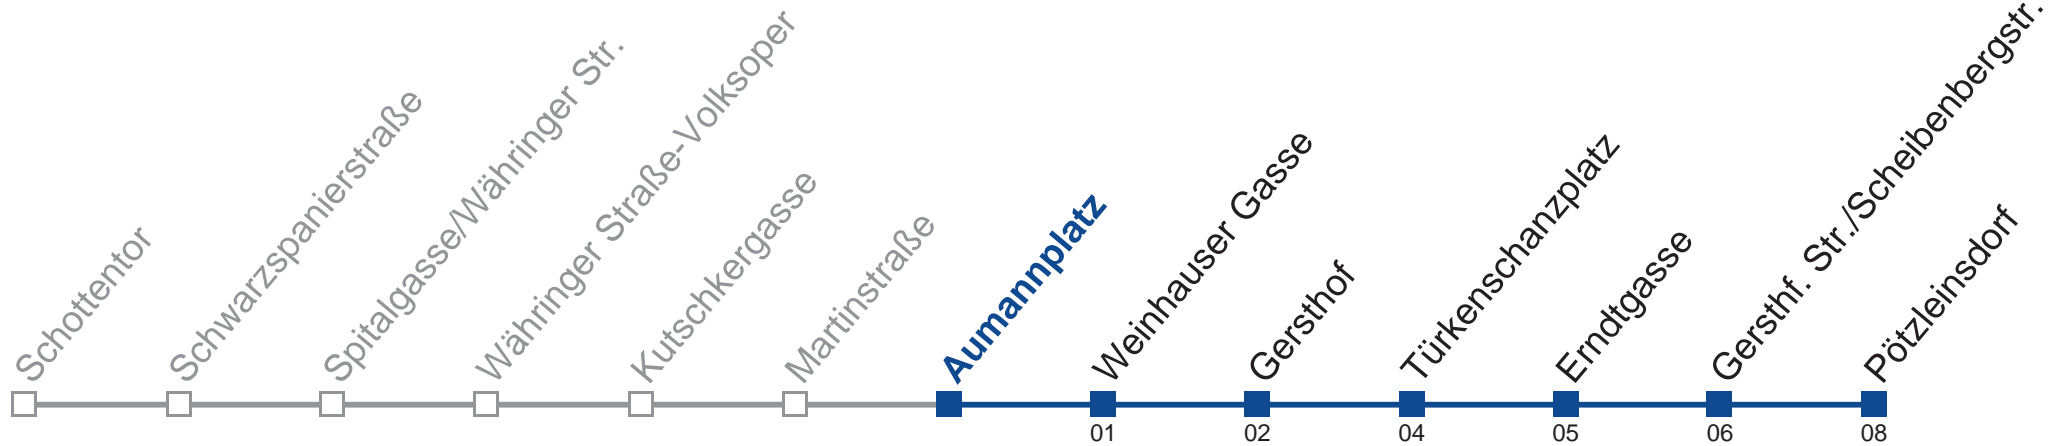 Schottentor
Schwarzspanierstraße
Spitalgasse/Währinger Str.
Währinger Straße-Volksoper
Kutschkergasse
Martinstraße
Aumannplatz
Weinhauser Gasse
Gersthof
Türkenschanzplatz
Erndtgasse
Gersthf. Str./Scheibenbergstr.
Pötzleinsdorf
01
02
04
05
06
08